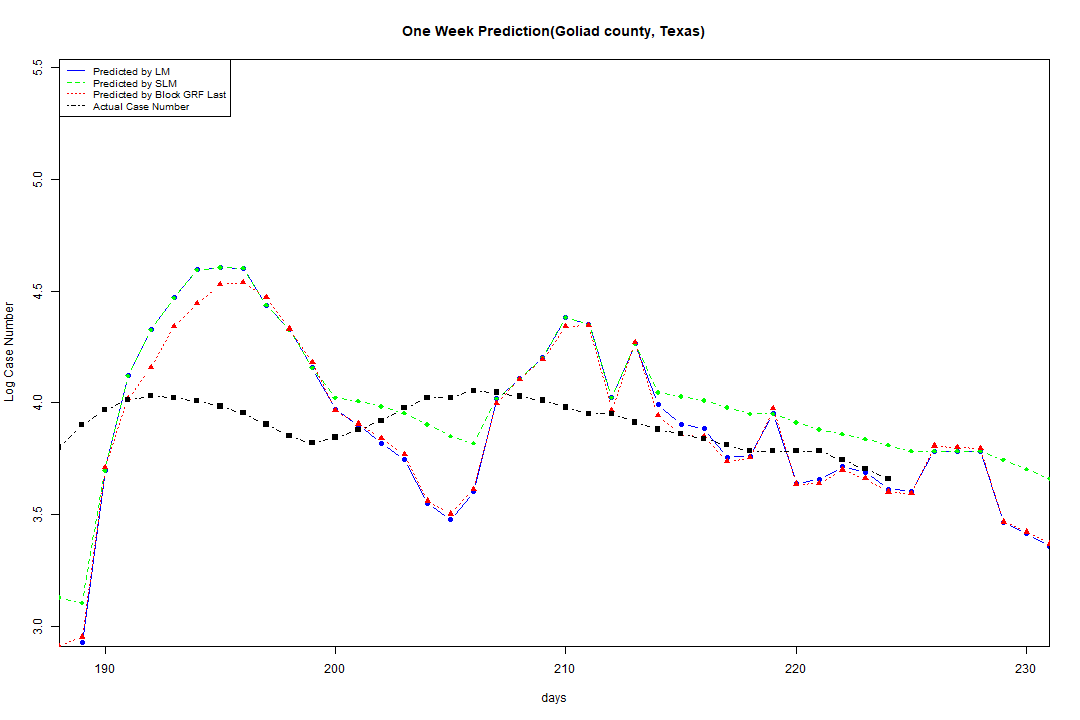 One Week Prediction(Goliad county, Texas)
Predicted by LM
Predicted by SLM
Predicted by Block GRF Last
Actual Case Number
5.5
5.0
4.5
4.0
3.5
3.0
Log Case Number
190 200 210 220 230
days